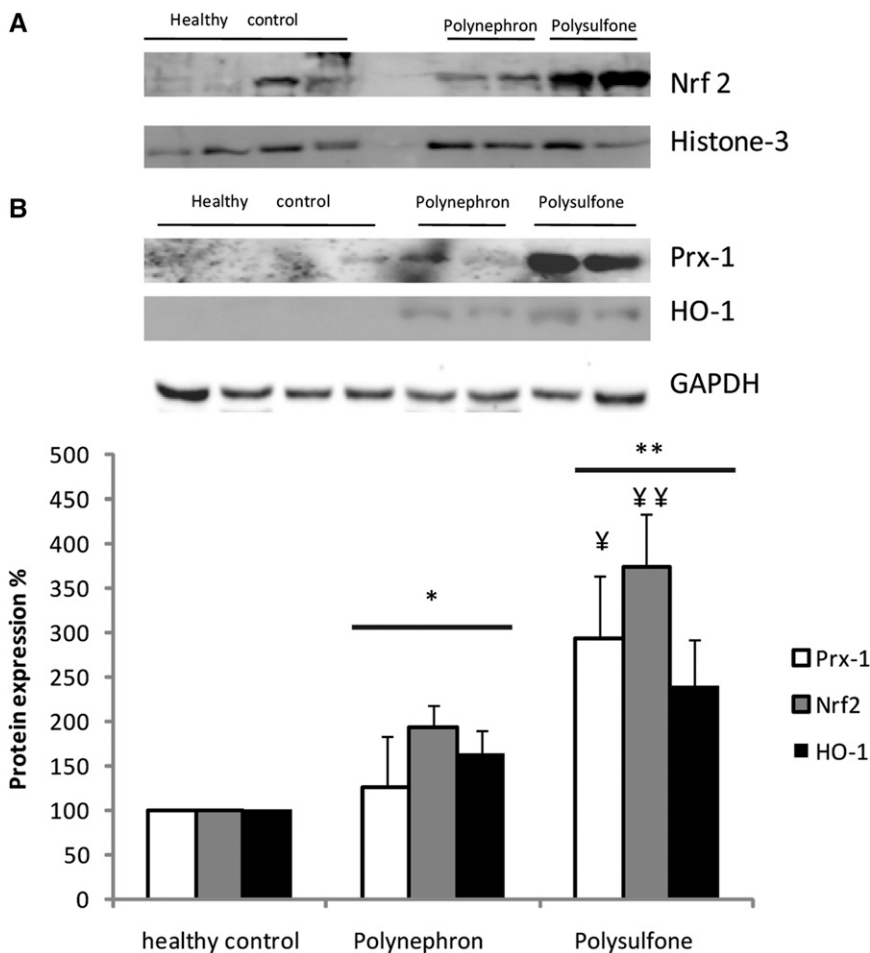 A
Healthy control
Polynephron
Polysulfone
Nrf 2
Histone-3
B
Healthy control
Polynephron
Polysulfone
Prx-1
HO-1
GAPDH
Protein expression %
500
450
400
350
300
250
200
150
100
50
0
*
**
¥
¥ ¥
healthy control
Polynephron
Polysulfone
Prx-1
Nrf2
HO-1